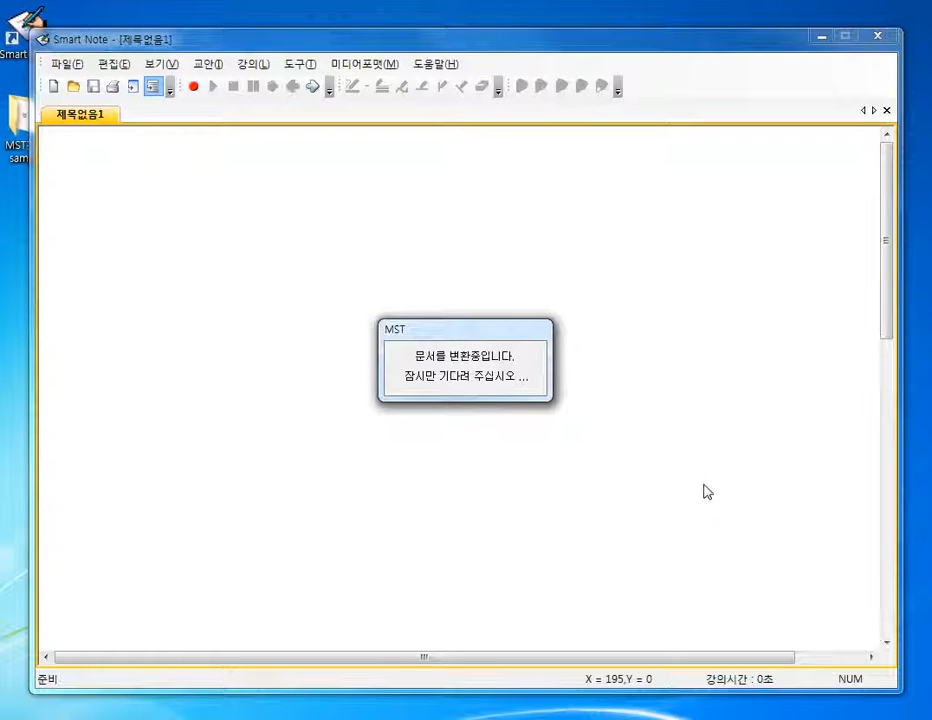 Smart
MST
sam
Smart Note - [제목없음1]
파일(F) 편집(E) 보기(V) 교안(I) 강의(L) 도구(T) 미디어포맷(M) 도움말(H)
제목없음1
MST
문서를 변환중입니다.
잠시만 기다려 주십시오 ...
준비
X = 195,Y = 0
강의시간 : 0초
NUM